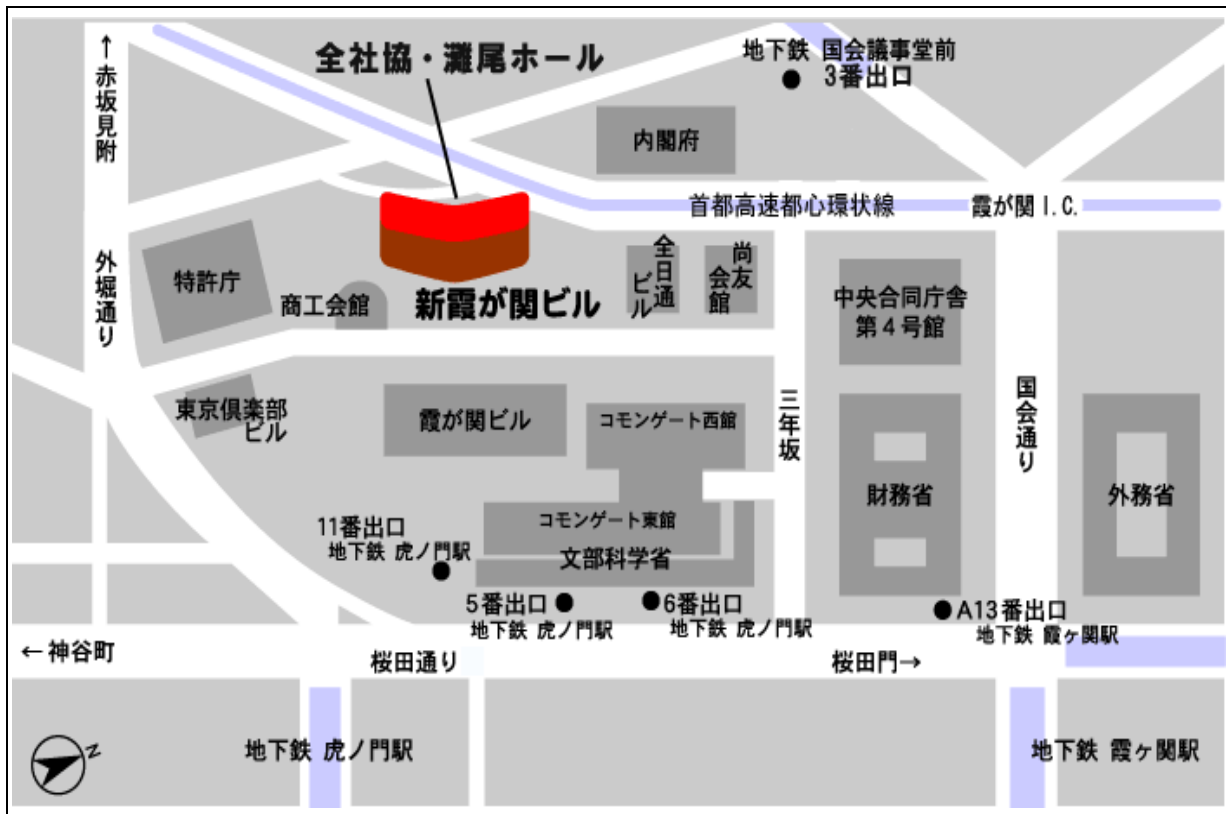 ↑赤坂見附
全社協・灘尾ホール
地下鉄 国会議事堂前
3番出口
内閣府
首都高速都心環状線
霞が関 I.C.
外堀通り
特許庁
商工会館
新霞が関ビル
全日通
ビル
尚友
会館
中央合同庁舎
第4号館
東京倶楽部
ビル
霞が関ビル
コモンゲート西館
三年坂
国会通り
財務省
外務省
11番出口
地下鉄 虎ノ門駅
コモンゲート東館
文部科学省
5番出口
地下鉄 虎ノ門駅
6番出口
地下鉄 虎ノ門駅
A13番出口
地下鉄 霞ヶ関駅
←神谷町
桜田通り
桜田門→
地下鉄 虎ノ門駅
地下鉄 霞ヶ関駅
N